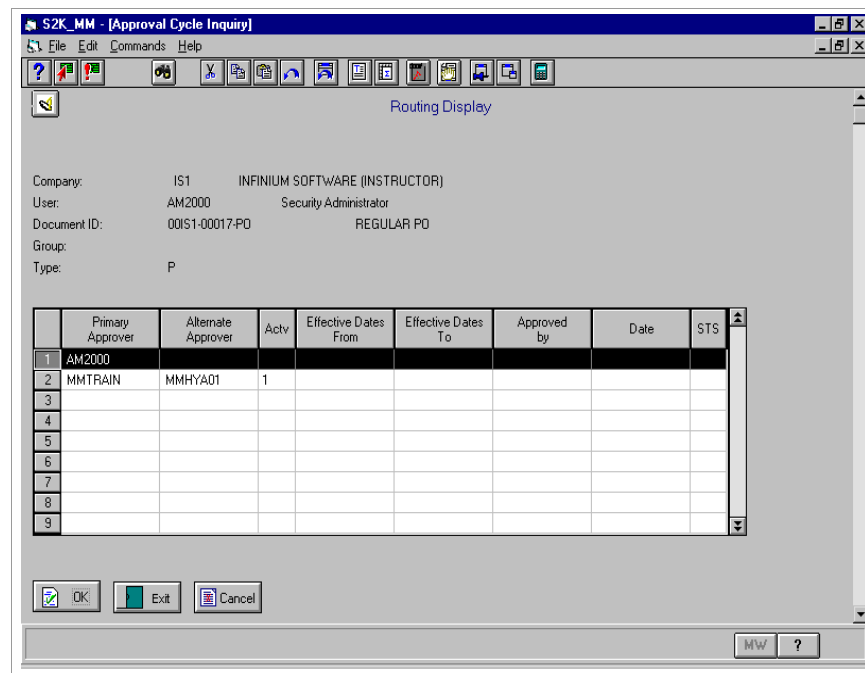 S2K_MM - [Approval Cycle Inquiry]
File Edit Commands Help
Routing Display
Company: IS1 INFINIUM SOFTWARE (INSTRUCTOR)
User: AM2000 Security Administrator
Document ID: 00IS1-00017-PO REGULAR PO
Group:
Type: P
Primary Approver Alternate Approver Actv Effective Dates From Effective Dates To Approved by Date STS
1 AM2000
2 MMTRAIN MMHYA01 1
3
4
5
6
7
8
9
OK Exit Cancel
MW ?